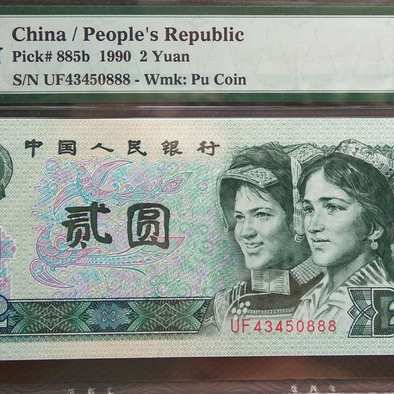 China / People's Republic
Pick# 885b 1990 2 Yuan
S/N UF43450888 - Wmk: Pu Coin
中国人民银行
贰圆
UF43450888